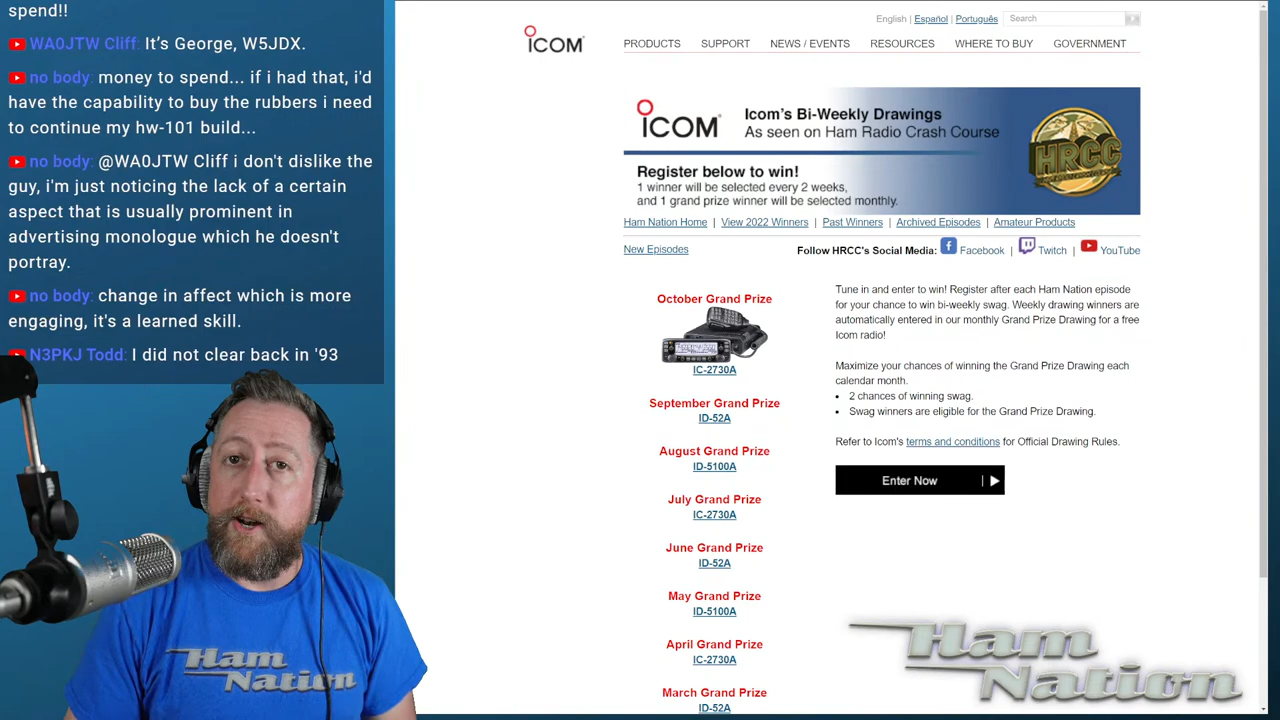 spend!!
WA0JTW Cliff: It's George, W5JDX.
no body: money to spend... if i had that, i'd
have the capability to buy the rubbers i need
to continue my hw-101 build...
no body: @WA0JTW Cliff i don't dislike the
guy, i'm just noticing the lack of a certain
aspect that is usually prominent in
advertising monologue which he doesn't
portray.
no body: change in affect which is more
engaging, it's a learned skill.
N3PKJ Todd: I did not clear back in '93
Ham
Nation
English | Español | Português
Search
ICOM
PRODUCTS SUPPORT NEWS / EVENTS RESOURCES WHERE TO BUY GOVERNMENT
ICOM
Icom's Bi-Weekly Drawings
As seen on Ham Radio Crash Course
HRCC
Register below to win!
1 winner will be selected every 2 weeks,
and 1 grand prize winner will be selected monthly.
Ham Nation Home | View 2022 Winners | Past Winners | Archived Episodes | Amateur Products
New Episodes
Follow HRCC's Social Media: Facebook | Twitch | YouTube
October Grand Prize
IC-2730A
September Grand Prize
ID-52A
August Grand Prize
ID-5100A
July Grand Prize
IC-2730A
June Grand Prize
ID-52A
May Grand Prize
ID-5100A
April Grand Prize
IC-2730A
March Grand Prize
ID-52A
Tune in and enter to win! Register after each Ham Nation episode
for your chance to win bi-weekly swag. Weekly drawing winners are
automatically entered in our monthly Grand Prize Drawing for a free
Icom radio!
Maximize your chances of winning the Grand Prize Drawing each
calendar month.
• 2 chances of winning swag.
• Swag winners are eligible for the Grand Prize Drawing.
Refer to Icom's terms and conditions for Official Drawing Rules.
Enter Now
Ham
Nation